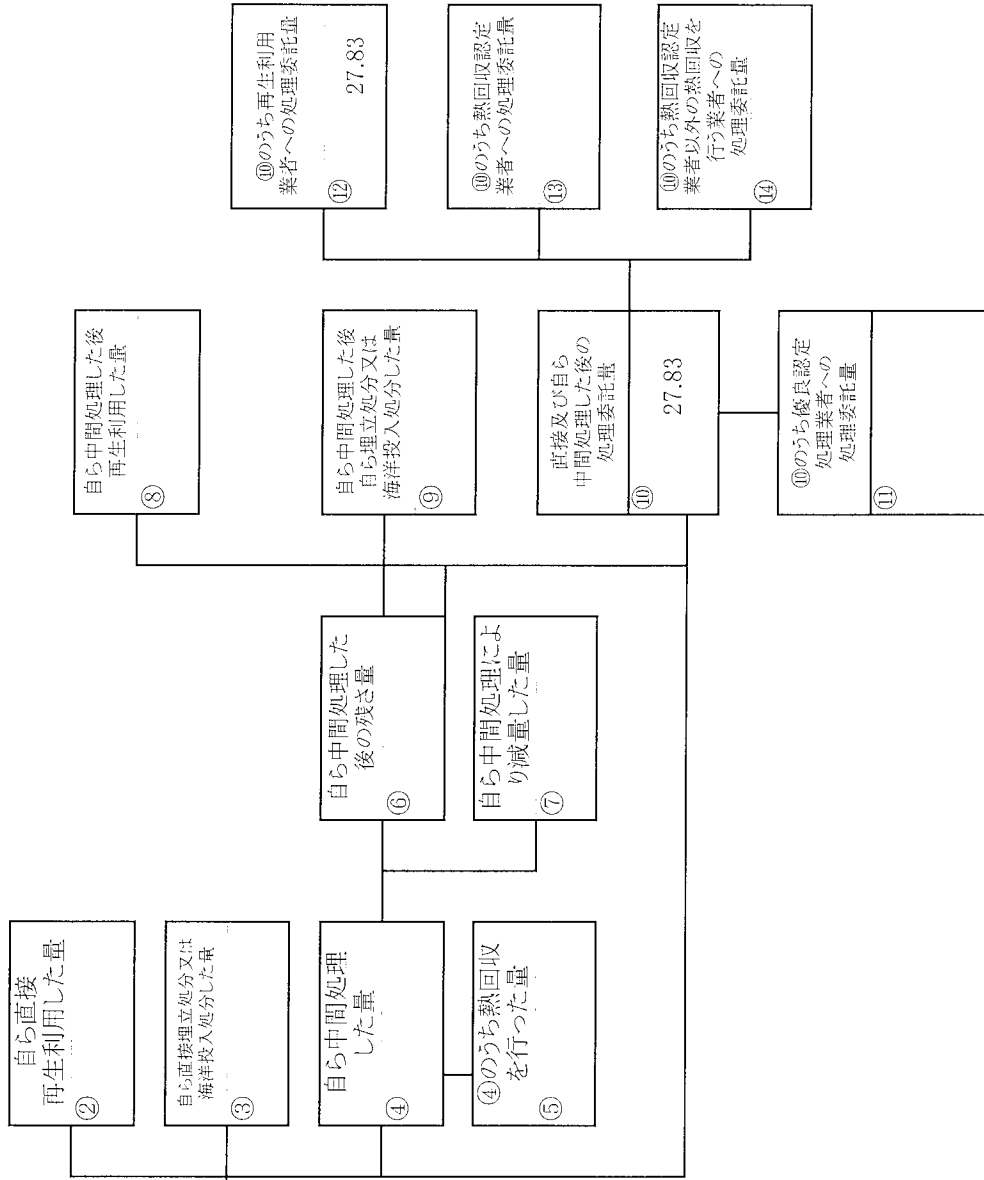 自ら直接
再生利用した量
②
自ら直接埋立処分又は
海洋投入処分した量
③
自ら中間処理
した量
④
④のうち熱回収
を行った量
⑤
自ら中間処理した
後の残さ量
⑥
自ら中間処理によ
り減量した量
⑦
自ら中間処理した後
再生利用した量
⑧
自ら中間処理した後
自ら埋立処分又は
海洋投入処分した量
⑨
直接及び自ら
中間処理した後の
処理委託量
⑩
27.83
⑩のうち優良認定
処理業者への
処理委託量
⑪
⑩のうち再生利用
業者への処理委託量
⑫
27.83
⑩のうち熱回収認定
業者への処理委託量
⑬
⑩のうち熱回収認定
業者以外の熱回収を
行う業者への
処理委託量
⑭